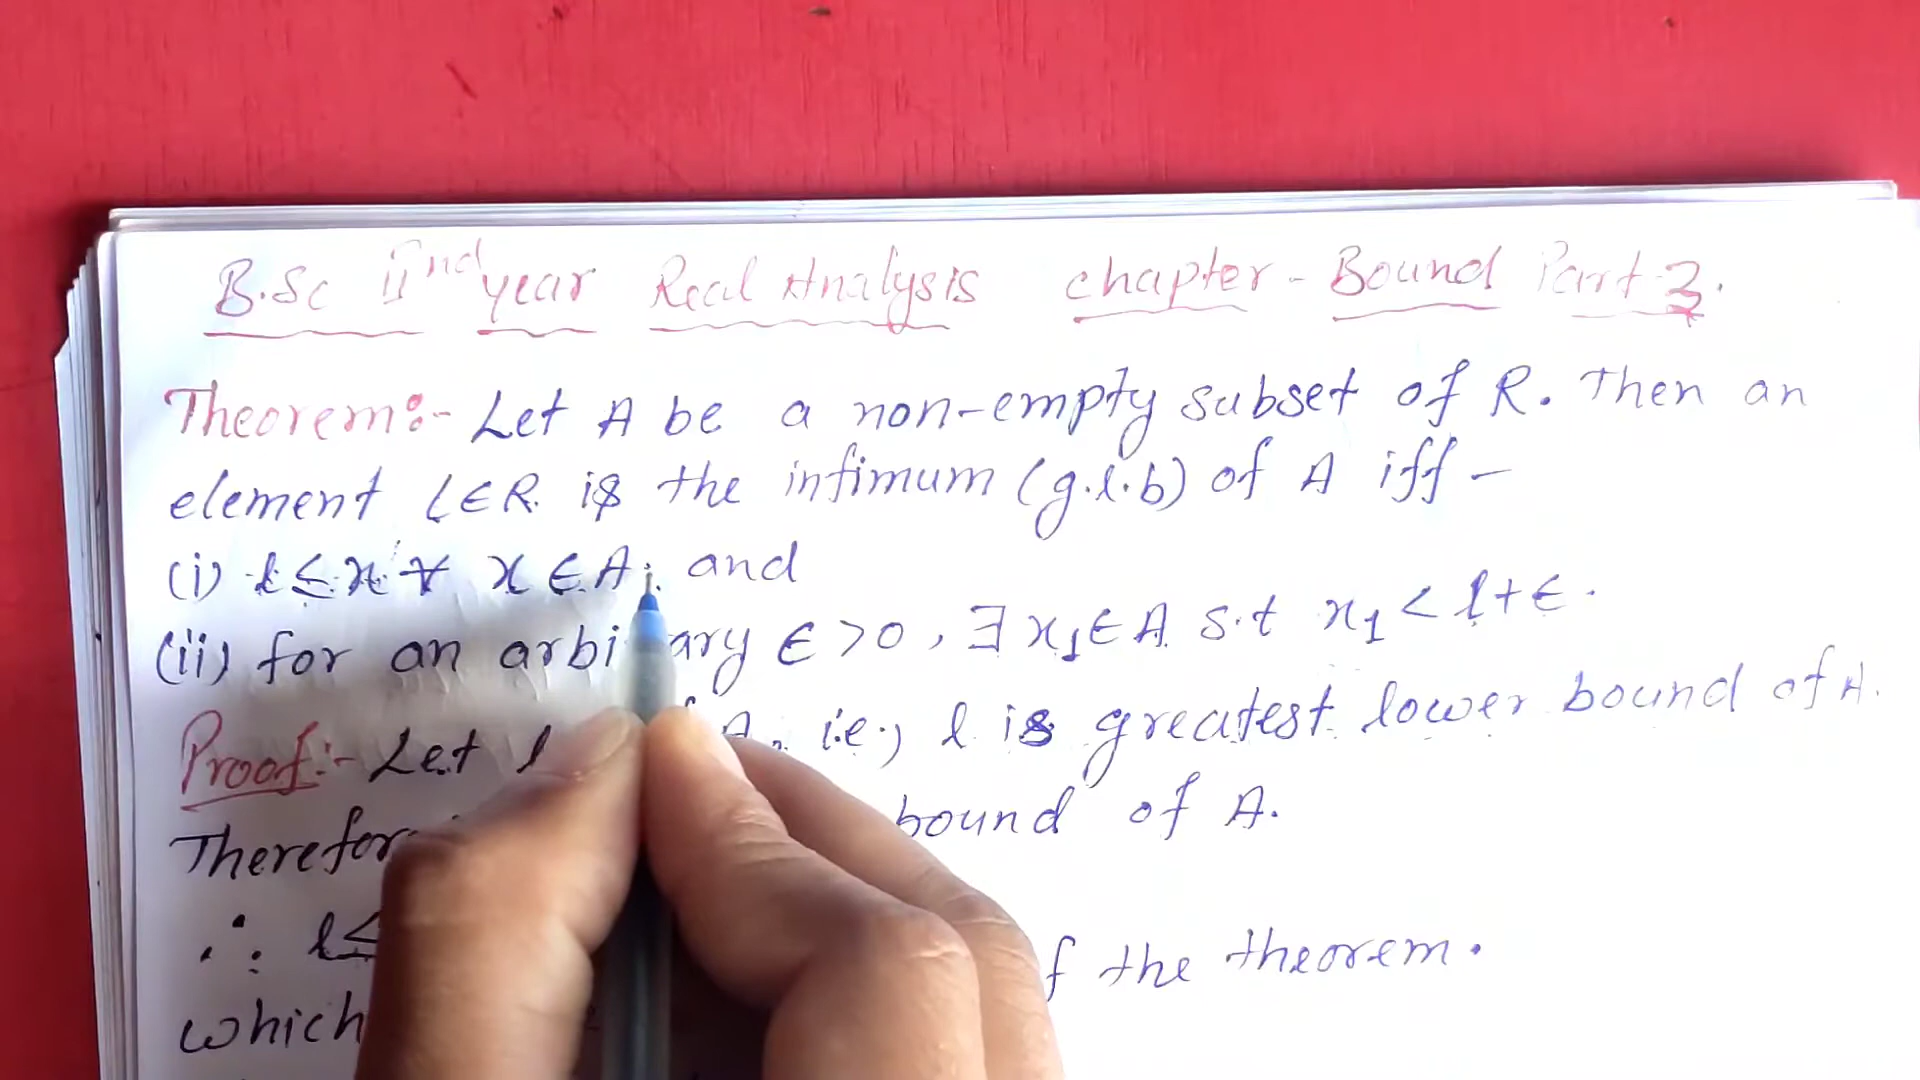 B.Sc IInd year Real Analysis chapter - Bound Part-3.
Theorem:- Let A be a non-empty subset of R. Then an
element l∈R. is the infimum (g.l.b) of A iff -
(i) l≤x ∀ x∈A; and
(ii) for an arbi ary ∈>0, ∃ x₁∈A s.t x₁ < l+∈.
Proof:- Let l A, i.e.; l is greatest lower bound of A.
Therefor bound of A.
∴ l≤ f the theorem.
which